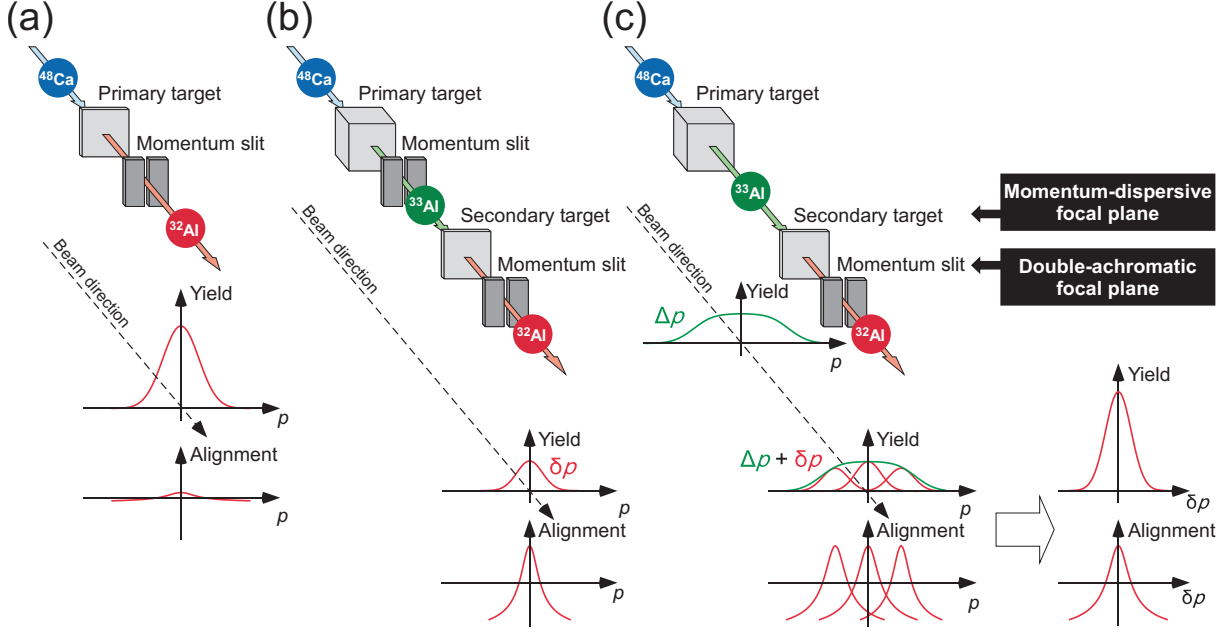 (a)
⁴⁸Ca
Primary target
Momentum slit
³²Al
Beam direction
Yield
p
Alignment
p
(b)
⁴⁸Ca
Primary target
Momentum slit
³³Al
Secondary target
Momentum slit
³²Al
Beam direction
Yield
δp
p
Alignment
p
(c)
⁴⁸Ca
Primary target
³³Al
Secondary target
Momentum slit
³²Al
Beam direction
Yield
Δp
p
Yield
Δp + δp
p
Alignment
p
Momentum-dispersive
focal plane
Double-achromatic
focal plane
Yield
δp
Alignment
δp